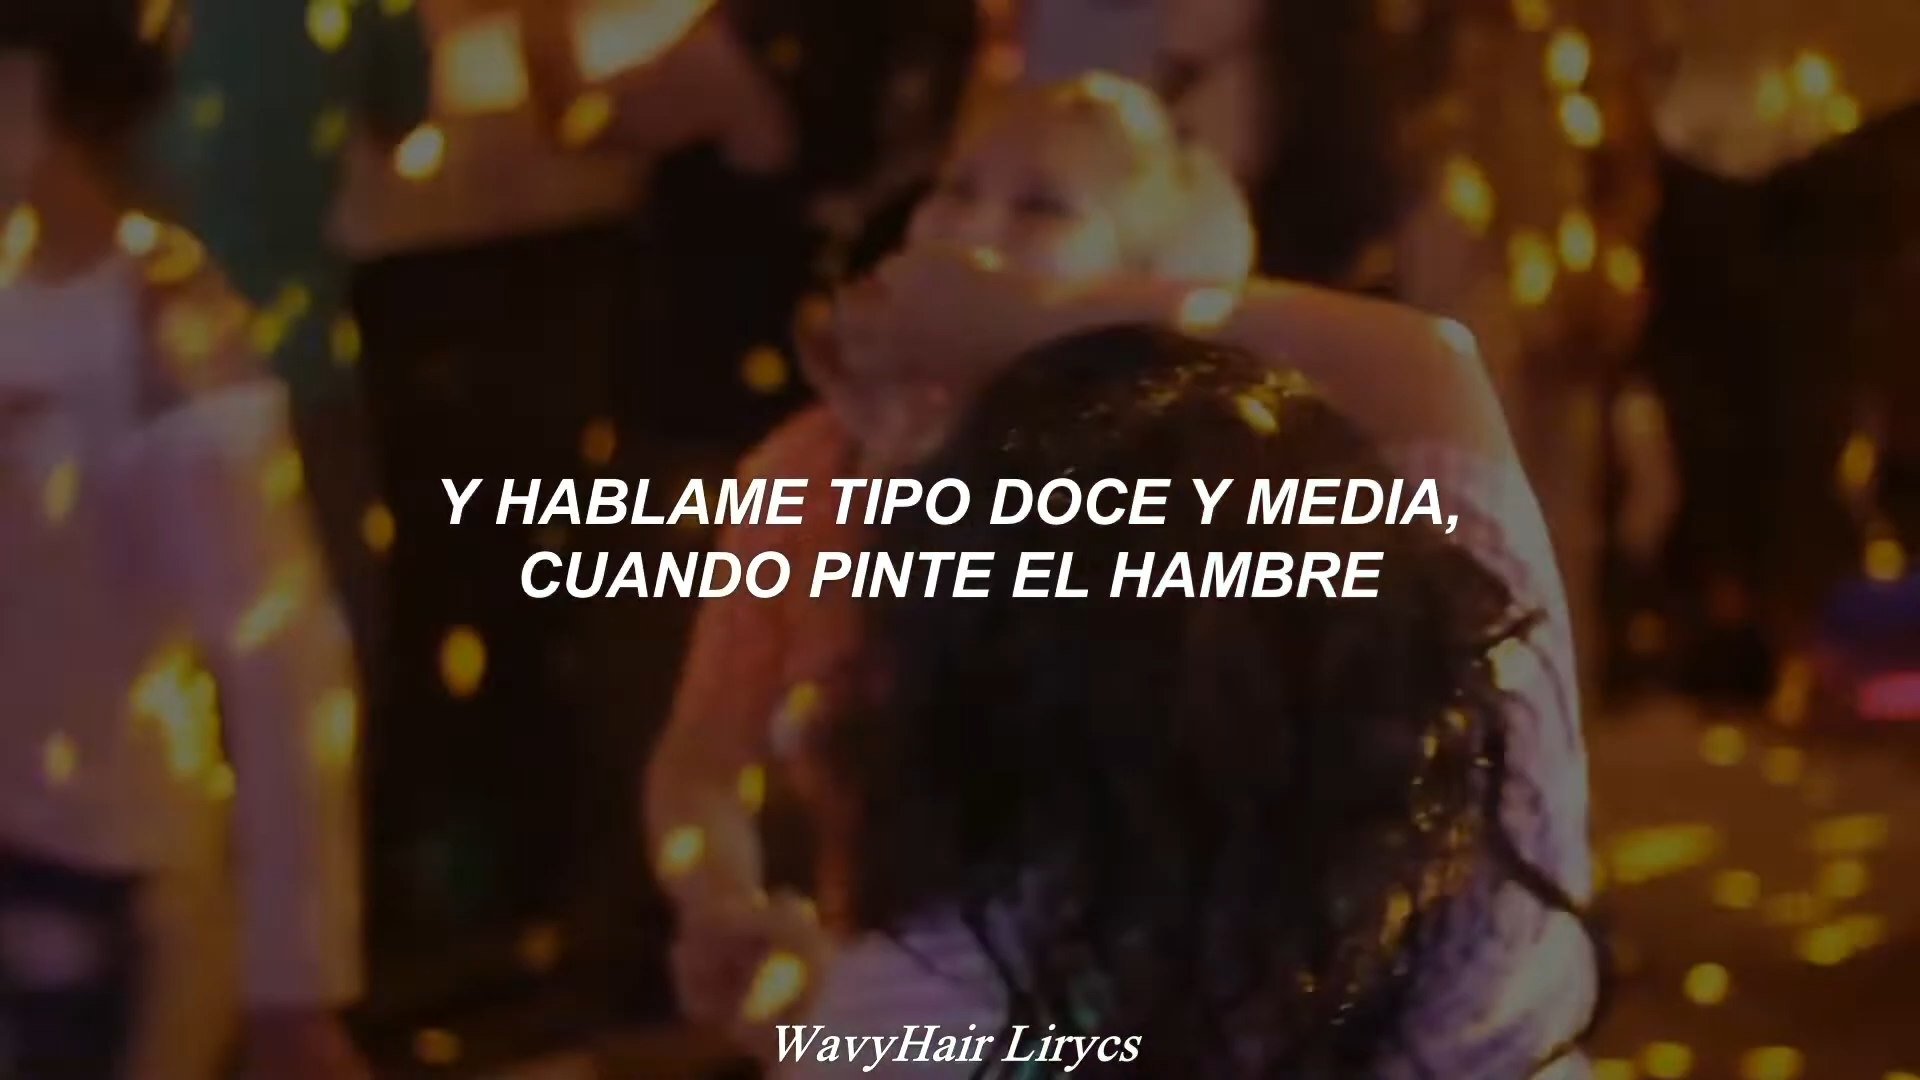 Y HABLAME TIPO DOCE Y MEDIA,
CUANDO PINTE EL HAMBRE
WavyHair Lirycs